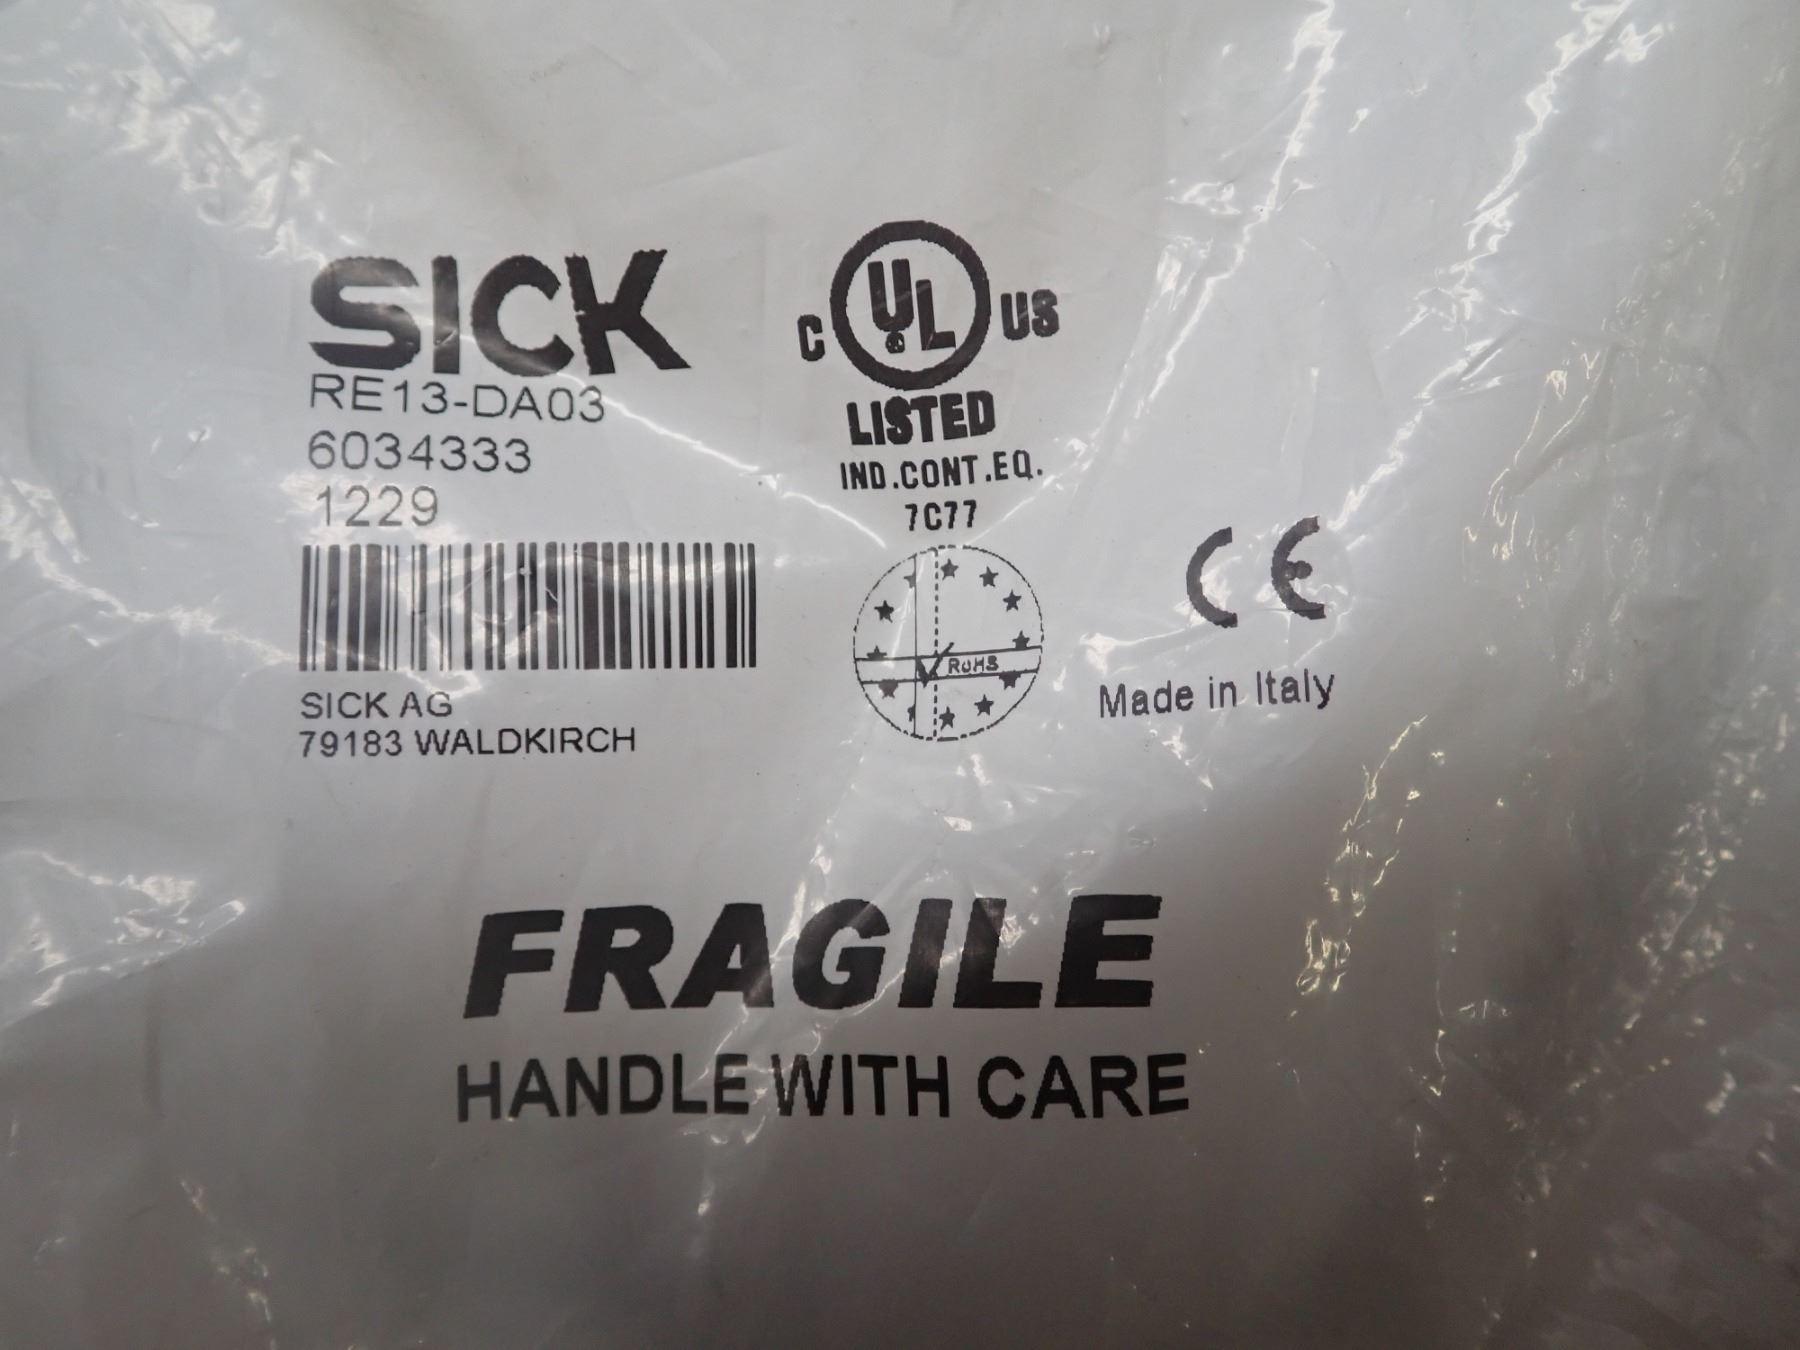 SICK
RE13-DA03
6034333
1229
SICK AG
79183 WALDKIRCH
C UL US
LISTED
IND.CONT.EQ.
7C77
ROHS
CE
Made in Italy
FRAGILE
HANDLE WITH CARE